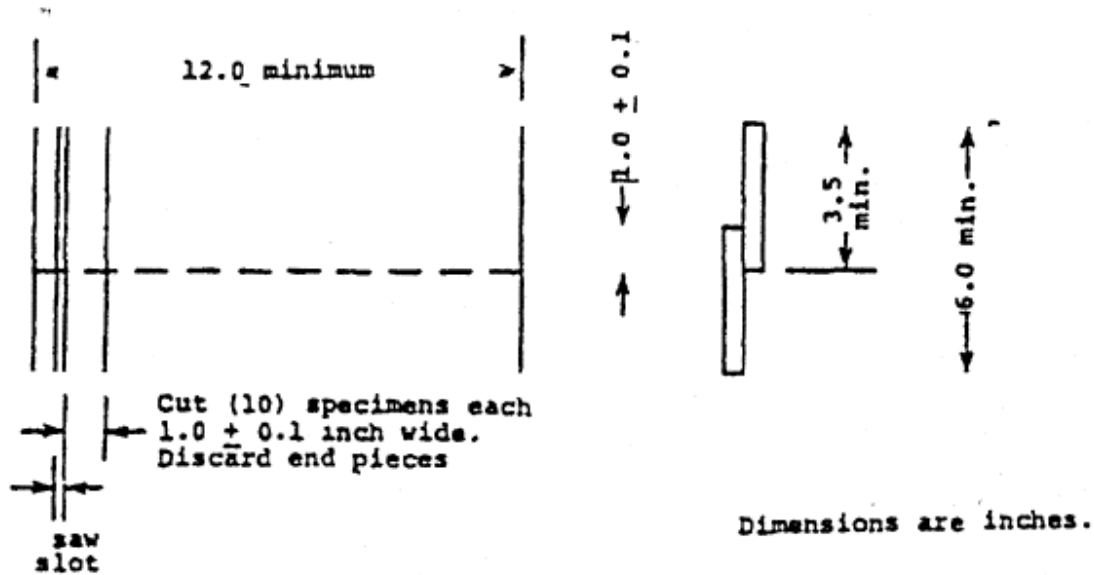 12.0 minimum
1.0 ± 0.1
3.5
min.
6.0 min.
Cut (10) specimens each
1.0 ± 0.1 inch wide.
Discard end pieces
saw
slot
Dimensions are inches.